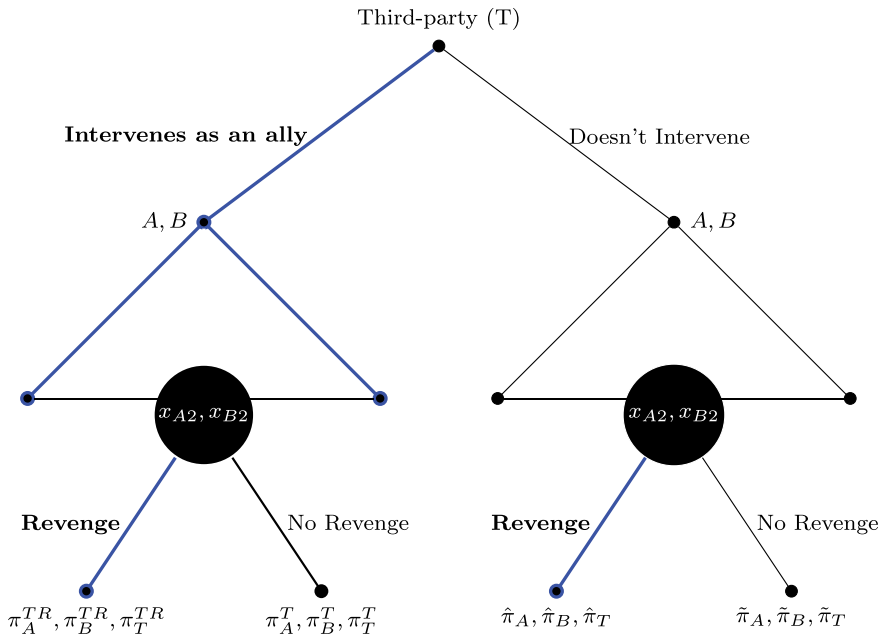 Third-party (T)
Intervenes as an ally
Doesn't Intervene
A, B
A, B
x_{A2}, x_{B2}
x_{A2}, x_{B2}
Revenge
No Revenge
Revenge
No Revenge
π_A^{TR}, π_B^{TR}, π_T^{TR}
π_A^T, π_B^T, π_T^T
π̂_A, π̂_B, π̂_T
π̃_A, π̃_B, π̃_T